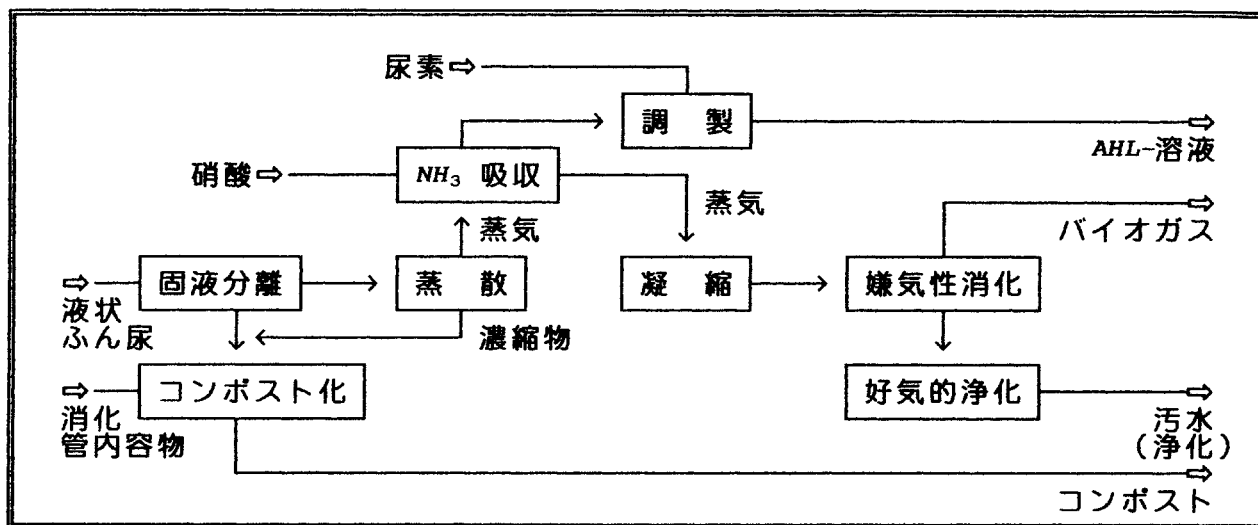 尿素⇨
調 製
AHL-溶液
硝酸⇨
NH₃ 吸収
蒸気
蒸気
バイオガス
⇨
液状
ふん尿
固液分離
蒸 散
凝 縮
嫌気性消化
濃縮物
⇨
消化
管内容物
コンポスト化
好気的浄化
汚水
(浄化)
コンポスト